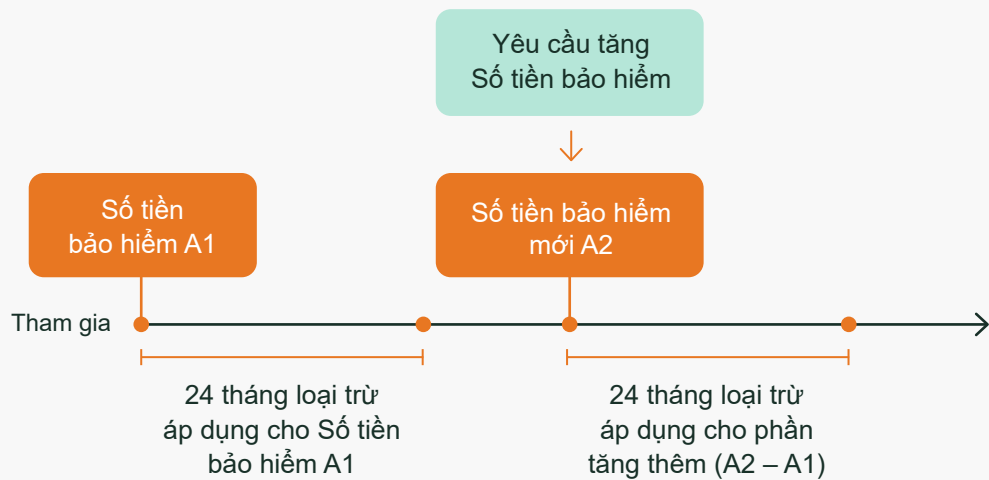 Yêu cầu tăng
Số tiền bảo hiểm
Số tiền
bảo hiểm A1
Số tiền bảo hiểm
mới A2
Tham gia
24 tháng loại trừ
áp dụng cho Số tiền
bảo hiểm A1
24 tháng loại trừ
áp dụng cho phần
tăng thêm (A2 – A1)